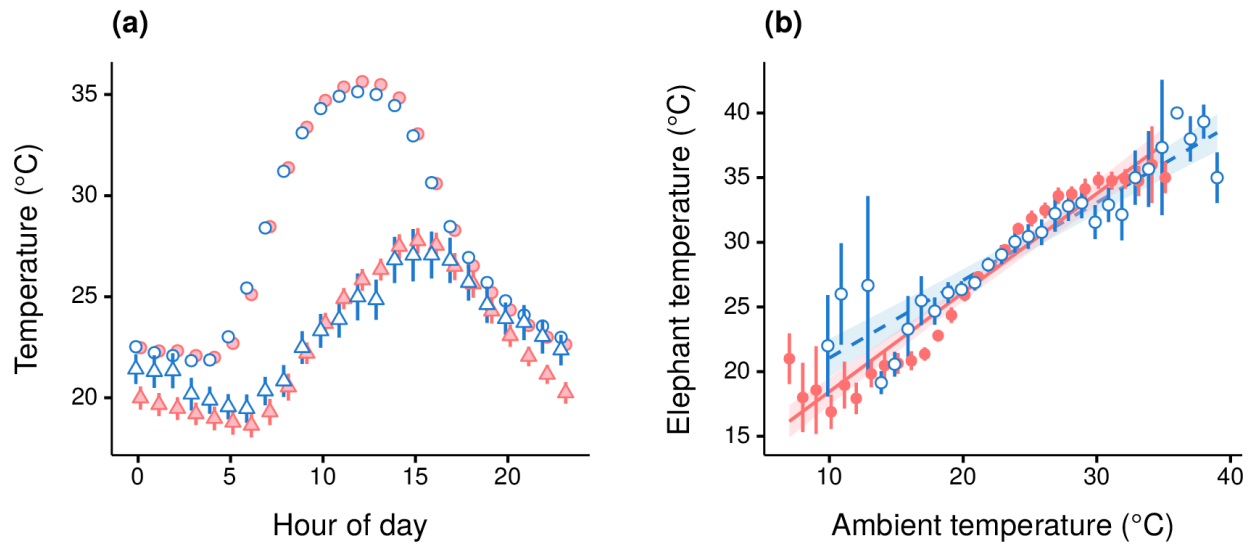 (a)
Temperature (°C)
35
30
25
20
0 5 10 15 20
Hour of day
(b)
Elephant temperature (°C)
40
35
30
25
20
15
10 20 30 40
Ambient temperature (°C)